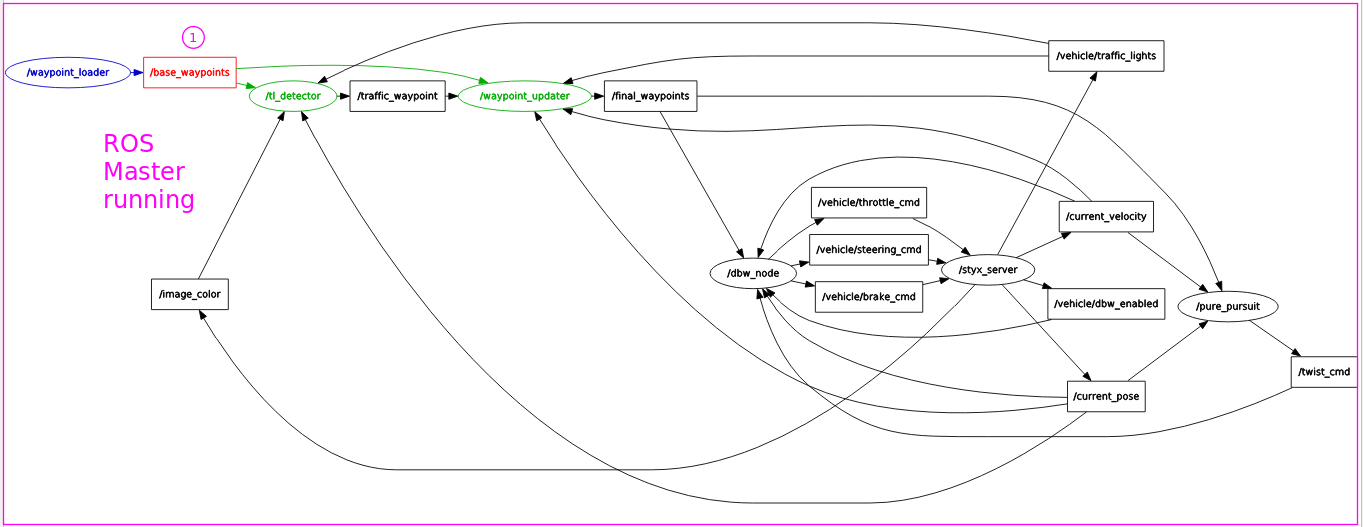 1
/waypoint_loader
/base_waypoints
/tl_detector
/traffic_waypoint
/waypoint_updater
/final_waypoints
/vehicle/traffic_lights
ROS
Master
running
/vehicle/throttle_cmd
/current_velocity
/vehicle/steering_cmd
/dbw_node
/styx_server
/image_color
/vehicle/brake_cmd
/vehicle/dbw_enabled
/pure_pursuit
/twist_cmd
/current_pose